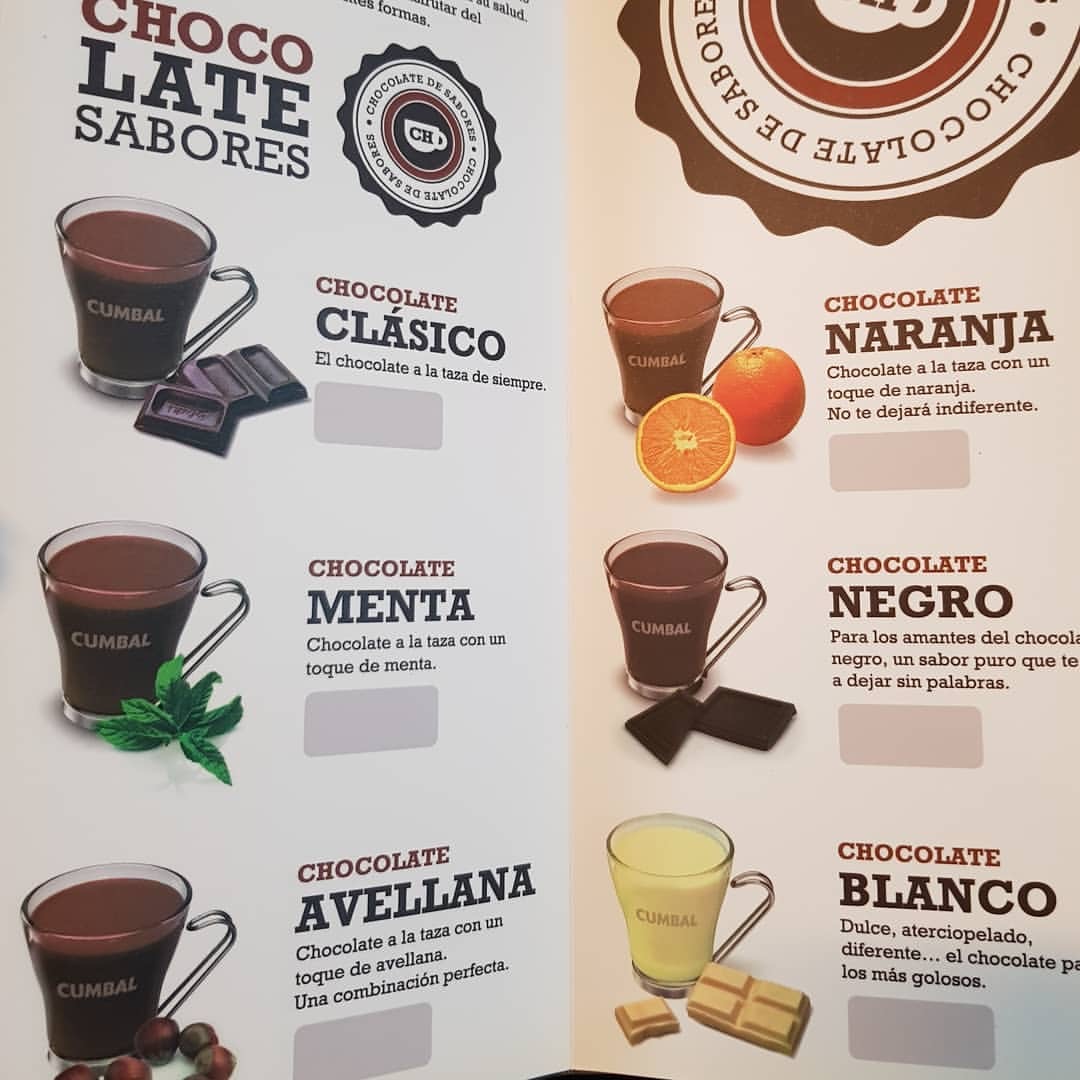 su salud.
del
formas.
CHOCO
LATE
SABORES
CHOCOLATE DE SABORES • CHOCOLATE DE SABORES •
CH
CUMBAL
CHOCOLATE
CLÁSICO
El chocolate a la taza de siempre.
CUMBAL
CHOCOLATE
MENTA
Chocolate a la taza con un
toque de menta.
CUMBAL
CHOCOLATE
AVELLANA
Chocolate a la taza con un
toque de avellana.
Una combinación perfecta.
CHOCOLATE DE SABORES
CUMBAL
CHOCOLATE
NARANJA
Chocolate a la taza con un
toque de naranja.
No te dejará indiferente.
CUMBAL
CHOCOLATE
NEGRO
Para los amantes del
negro, un sabor puro que te
a dejar sin palabras.
CUMBAL
CHOCOLATE
BLANCO
Dulce, aterciopelado,
diferente... el chocolate
los más golosos.